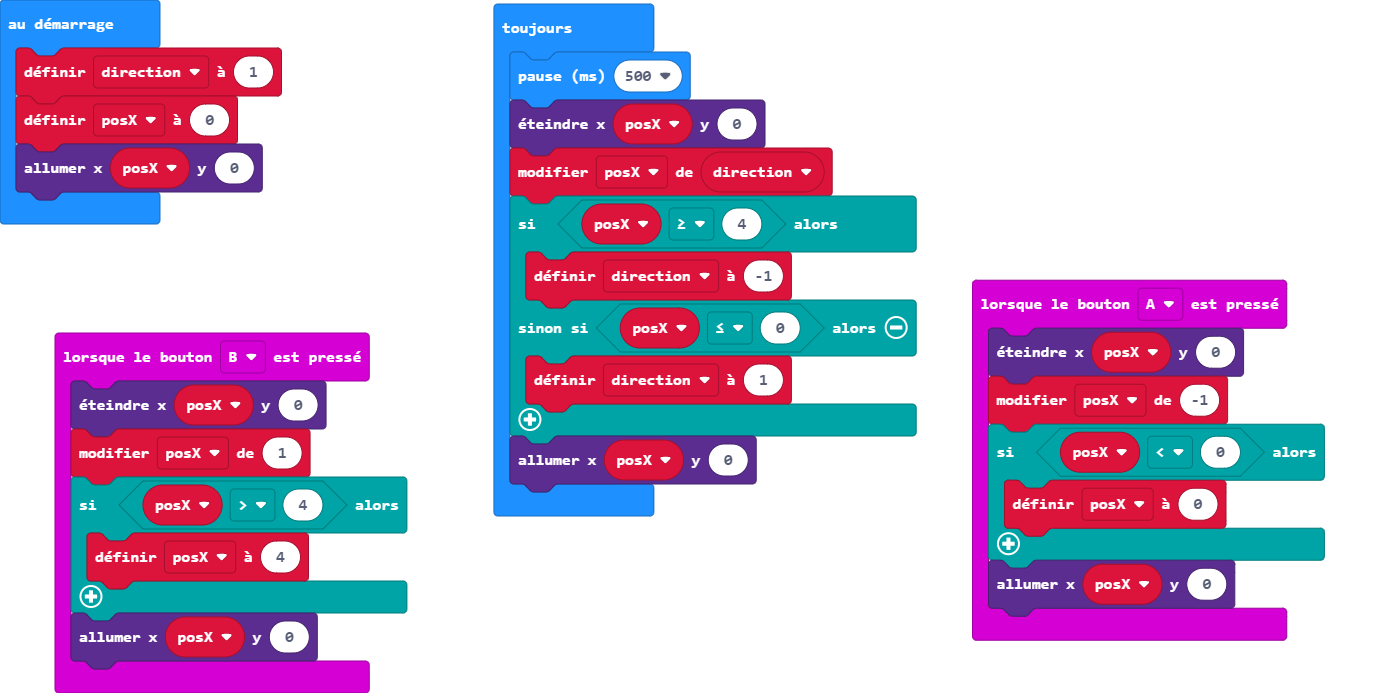 au démarrage
définir direction à 1
définir posX à 0
allumer x posX y 0
toujours
pause (ms) 500
éteindre x posX y 0
modifier posX de direction
si posX ≥ 4 alors
définir direction à -1
sinon si posX ≤ 0 alors
définir direction à 1
allumer x posX y 0
lorsque le bouton B est pressé
éteindre x posX y 0
modifier posX de 1
si posX > 4 alors
définir posX à 4
allumer x posX y 0
lorsque le bouton A est pressé
éteindre x posX y 0
modifier posX de -1
si posX < 0 alors
définir posX à 0
allumer x posX y 0